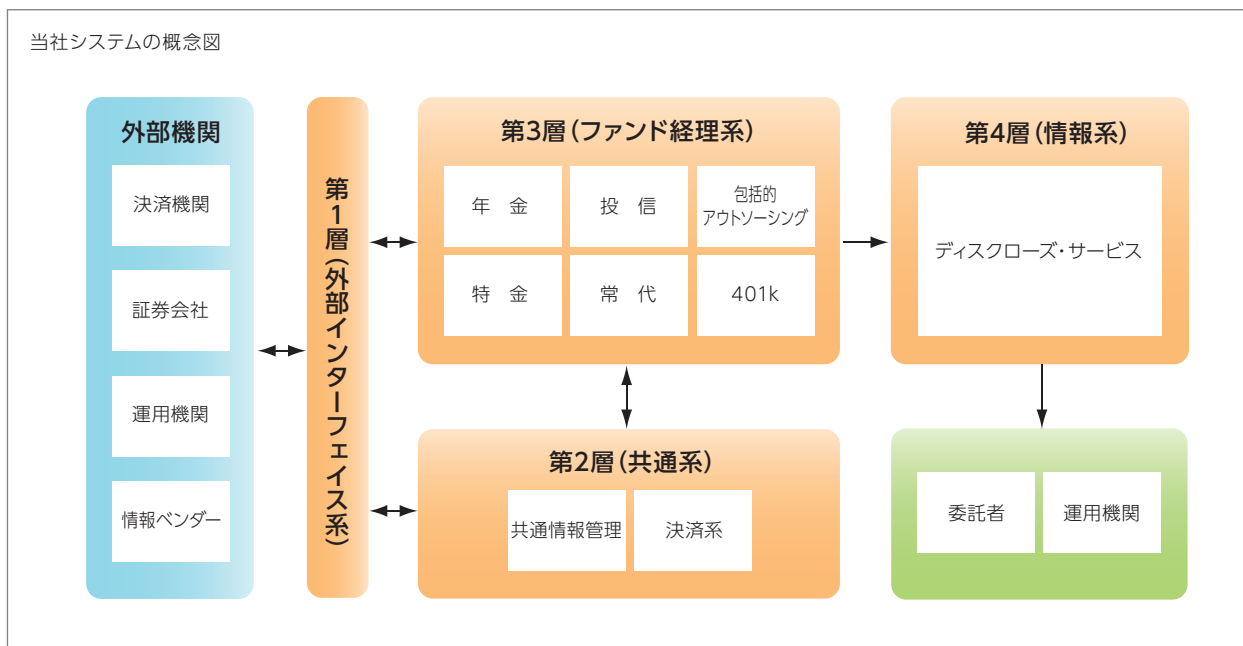 当社システムの概念図
外部機関
決済機関
証券会社
運用機関
情報ベンダー
第1層(外部インターフェイス系)
第3層(ファンド経理系)
年 金
投 信
包括的
アウトソーシング
特 金
常 代
401k
第2層(共通系)
共通情報管理
決済系
第4層(情報系)
ディスクローズ・サービス
委託者
運用機関